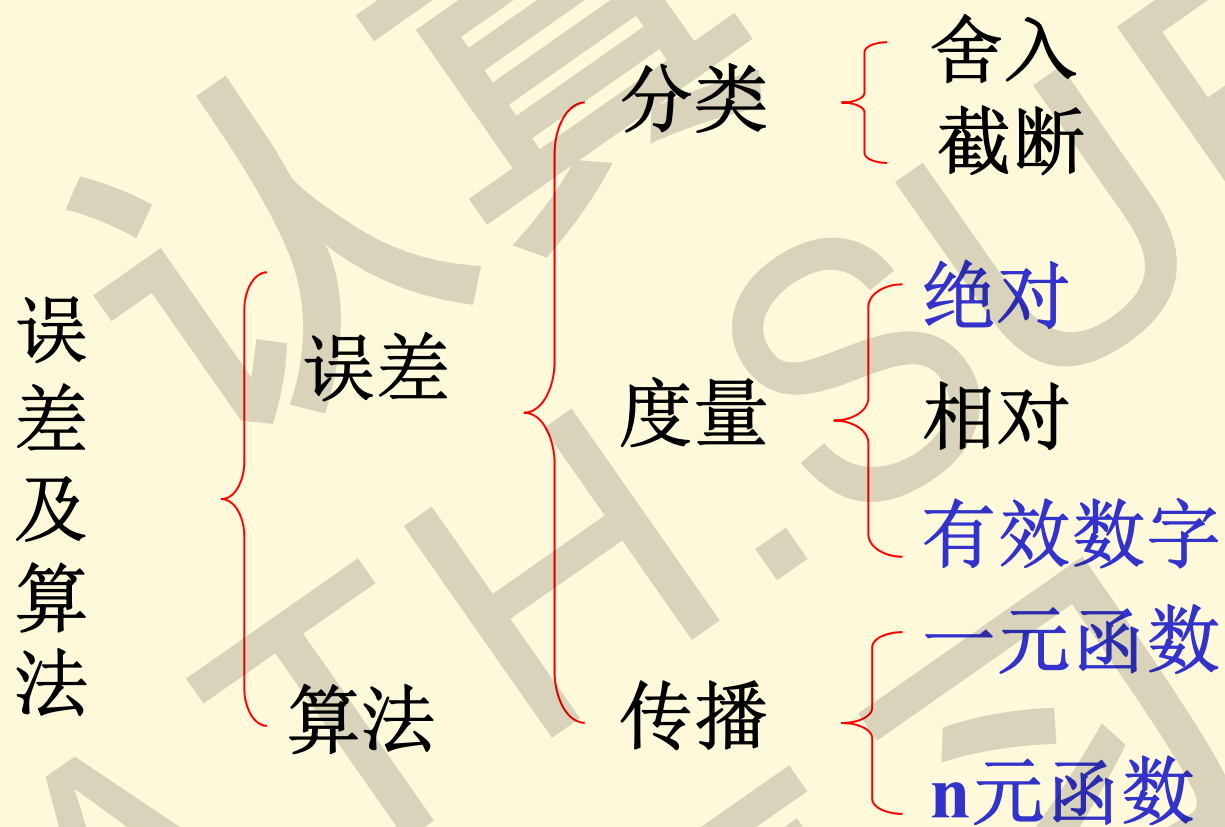 误差及算法
误差
算法
分类
舍入
截断
度量
绝对
相对
有效数字
传播
一元函数
n元函数